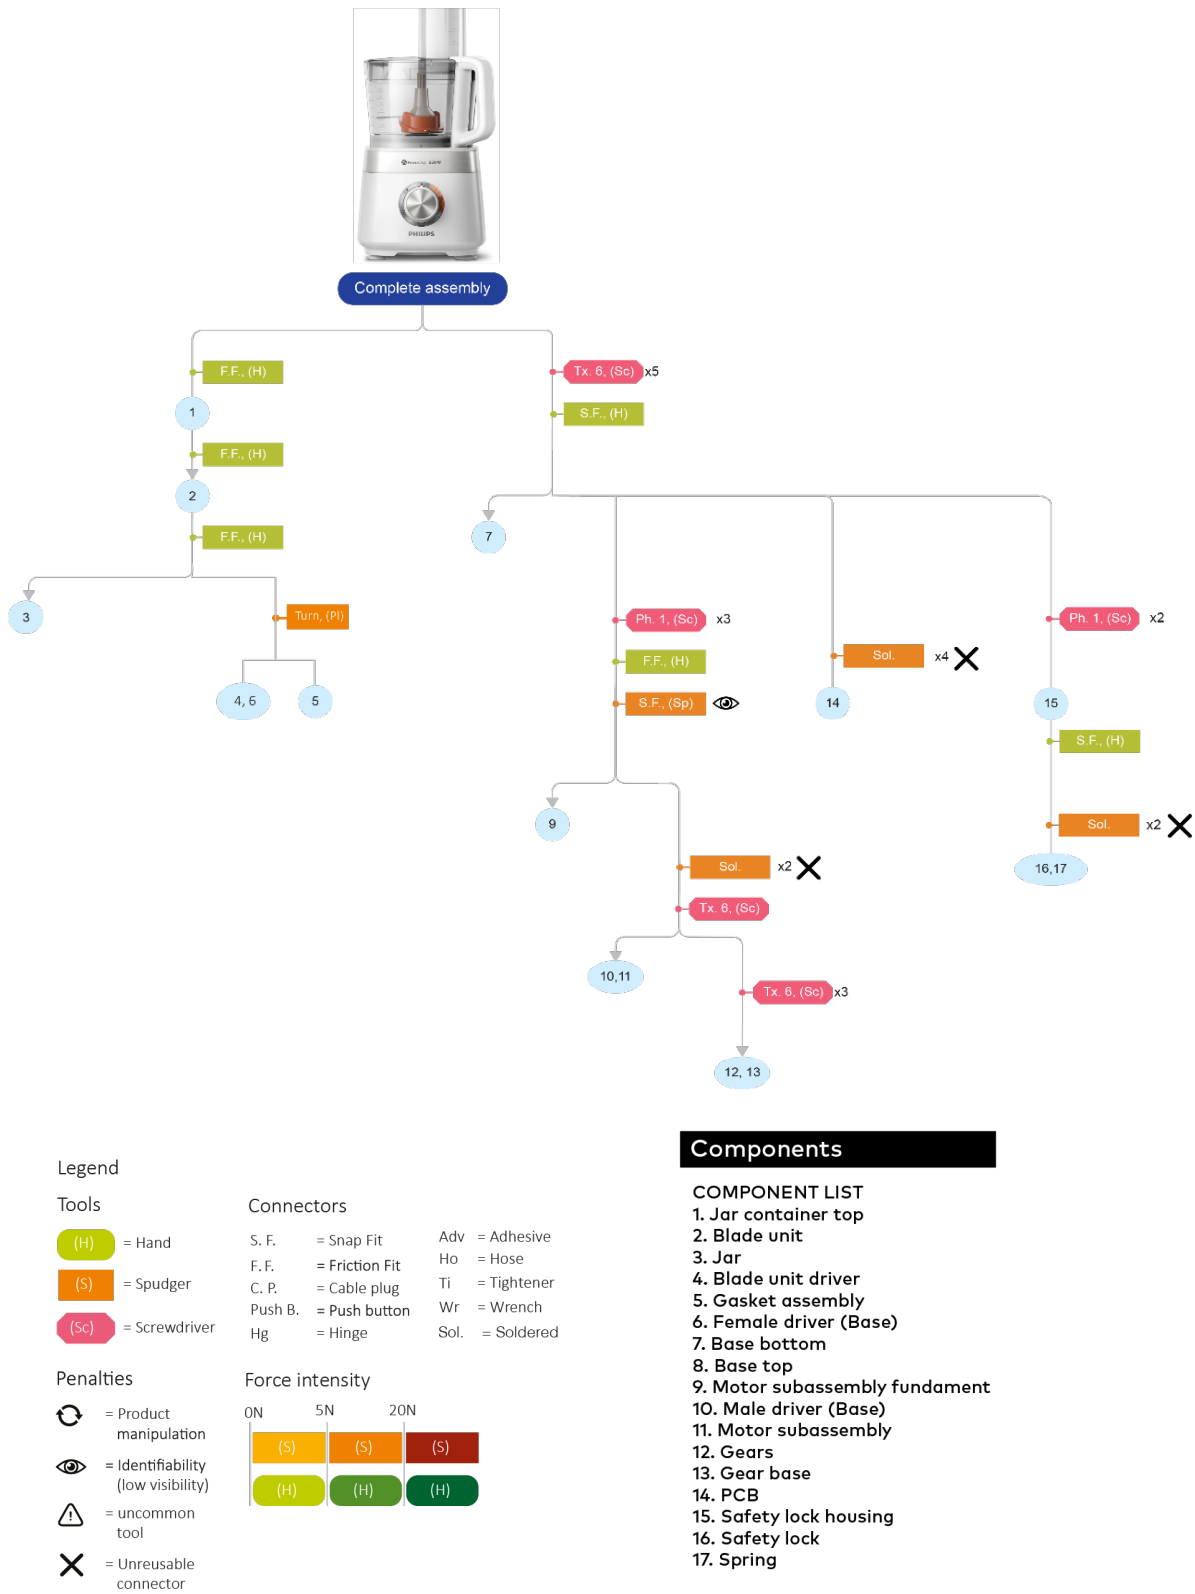 PHILIPS
Complete assembly
F.F., (H)
Tx. 6, (Sc) x5
1
S.F., (H)
F.F., (H)
2
F.F., (H)
7
3
Turn, (Pl)
Ph. 1, (Sc) x3
Ph. 1, (Sc) x2
F.F., (H)
Sol. x4
4, 6
5
S.F., (Sp)
14
15
S.F., (H)
9
Sol. x2
Sol. x2
16,17
Tx. 6, (Sc)
10,11
Tx. 6, (Sc) x3
12, 13
Legend
Tools
(H) = Hand
(S) = Spudger
(Sc) = Screwdriver
Connectors
S. F. = Snap Fit
F. F. = Friction Fit
C. P. = Cable plug
Push B. = Push button
Hg = Hinge
Adv = Adhesive
Ho = Hose
Ti = Tightener
Wr = Wrench
Sol. = Soldered
Penalties
= Product
manipulation
= Identifiability
(low visibility)
= uncommon
tool
= Unreusable
connector
Force intensity
0N 5N 20N
(S) (S) (S)
(H) (H) (H)
Components
COMPONENT LIST
1. Jar container top
2. Blade unit
3. Jar
4. Blade unit driver
5. Gasket assembly
6. Female driver (Base)
7. Base bottom
8. Base top
9. Motor subassembly fundament
10. Male driver (Base)
11. Motor subassembly
12. Gears
13. Gear base
14. PCB
15. Safety lock housing
16. Safety lock
17. Spring